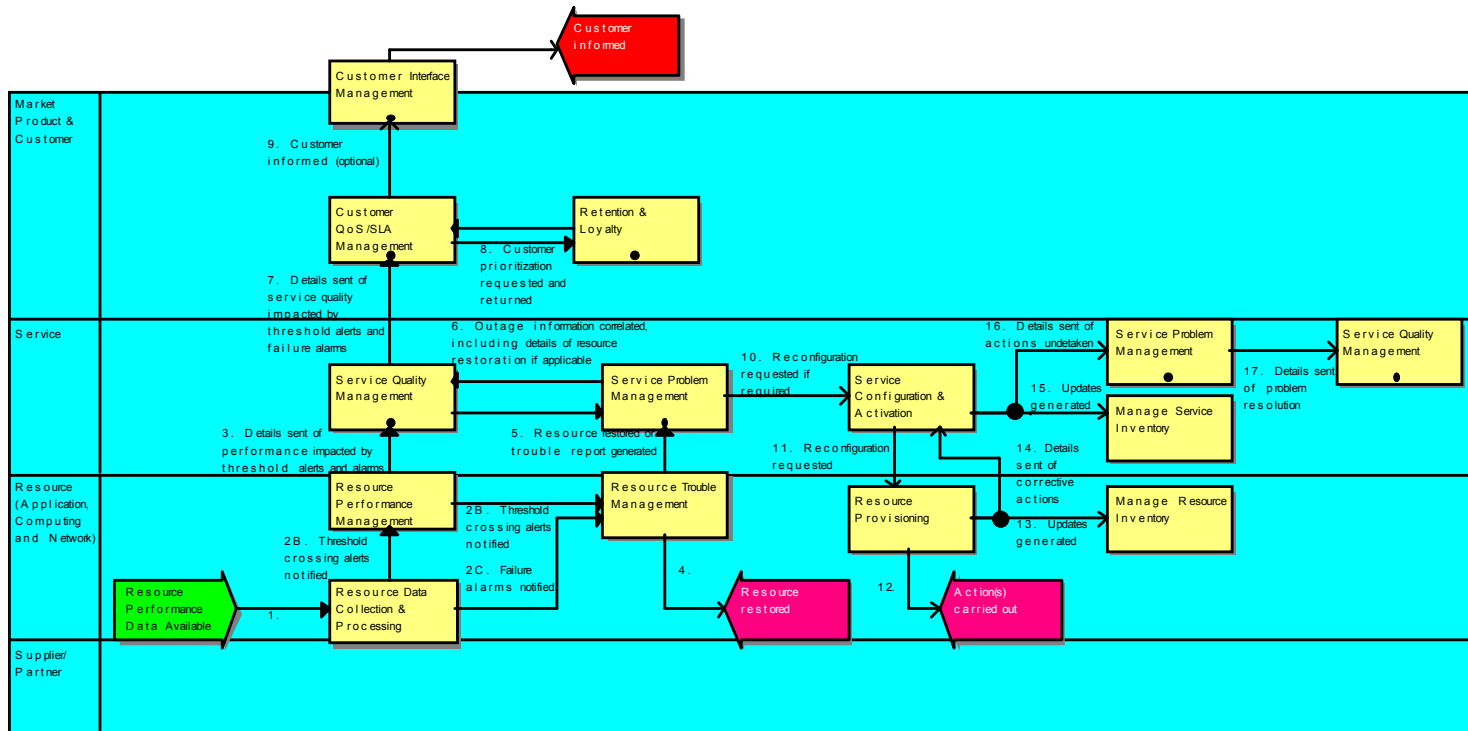 Customer
informed
Customer Interface
Management
Market
Product &
Customer
9. Customer
informed (optional)
Customer
QoS/SLA
Management
Retention &
Loyalty
8. Customer
prioritization
requested and
returned
7. Details sent of
service quality
impacted by
threshold alerts and
failure alarms
Service
6. Outage information correlated,
including details of resource
restoration if applicable
16. Details sent of
actions undetaken
Service Problem
Management
Service Quality
Management
10. Reconfiguration
requested if
required
17. Details sent
of problem
resolution
Service Quality
Management
Service Problem
Management
Service
Configuration &
Activation
15. Updates
generated
Manage Service
Inventory
3. Details sent of
performance impacted by
threshold alerts and alarms
5. Resource restored or
trouble report generated
11. Reconfiguration
requested
14. Details
sent of
corrective
actions
Resource
(Application,
Computing
and Network)
Resource
Performance
Management
Resource Trouble
Management
Resource
Provisioning
Manage Resource
Inventory
2B. Threshold
crossing alerts
notified
2B. Threshold
crossing alerts
notified
13. Updates
generated
2C. Failure
alarms notified
4.
12.
Resource
Performance
Data Available
1.
Resource Data
Collection &
Processing
Resource
restored
Action(s)
carried out
Supplier/
Partner